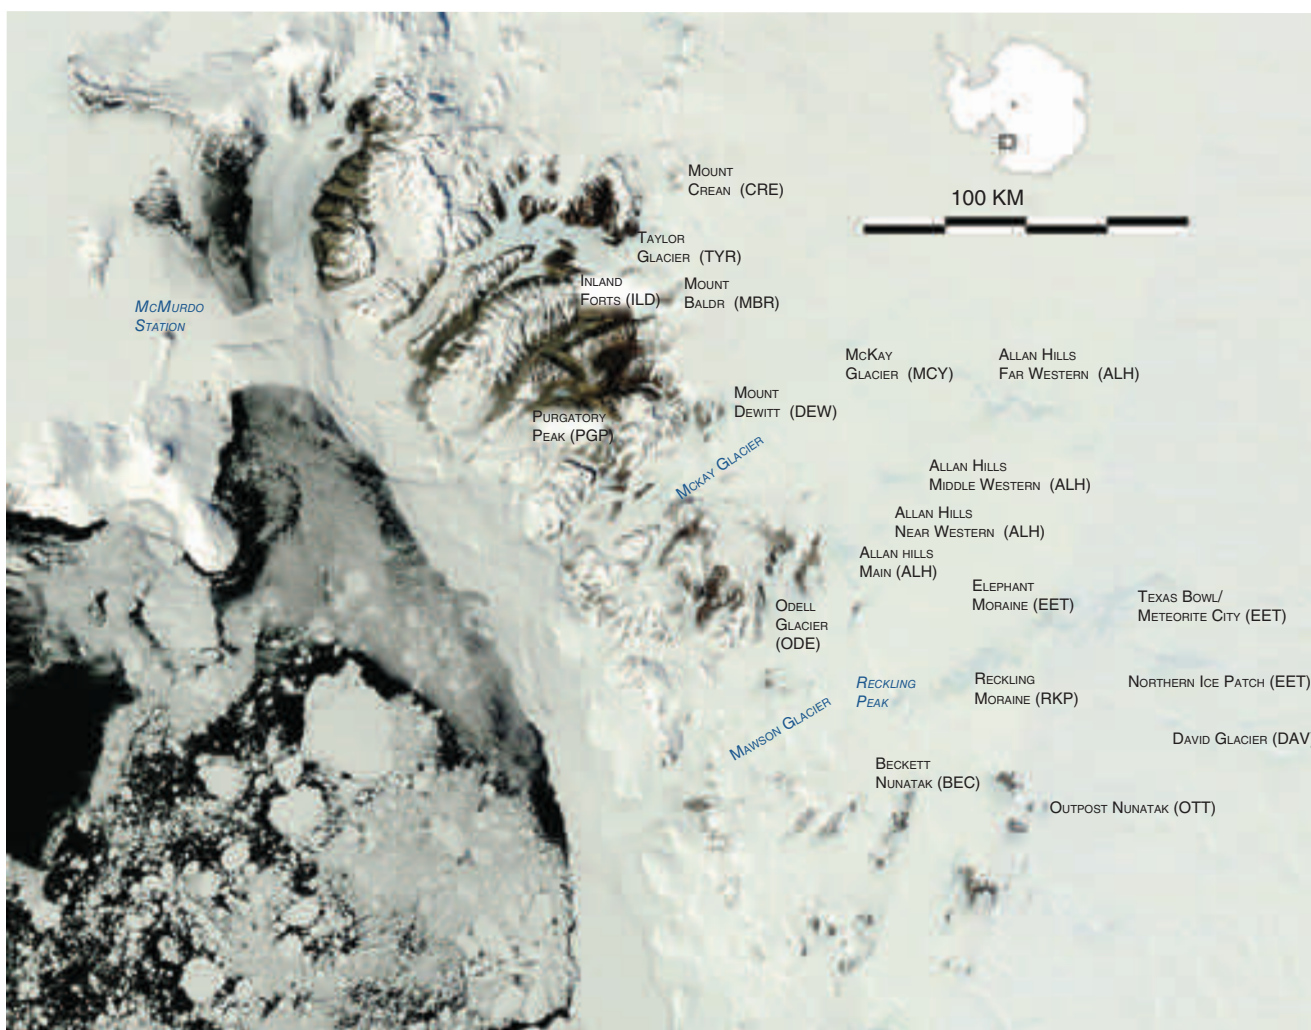 100 KM
Mount
Crean (CRE)
Taylor
Glacier (TYR)
Inland
Forts (ILD)
Mount
Baldr (MBR)
McMurdo
Station
McKay
Glacier (MCY)
Allan Hills
Far Western (ALH)
Mount
Dewitt (DEW)
Purgatory
Peak (PGP)
Mckay Glacier
Allan Hills
Middle Western (ALH)
Allan Hills
Near Western (ALH)
Allan hills
Main (ALH)
Elephant
Moraine (EET)
Texas Bowl/
Meteorite City (EET)
Odell
Glacier
(ODE)
Reckling
Peak
Reckling
Moraine (RKP)
Northern Ice Patch (EET)
Mawson Glacier
David Glacier (DAV
Beckett
Nunatak (BEC)
Outpost Nunatak (OTT)